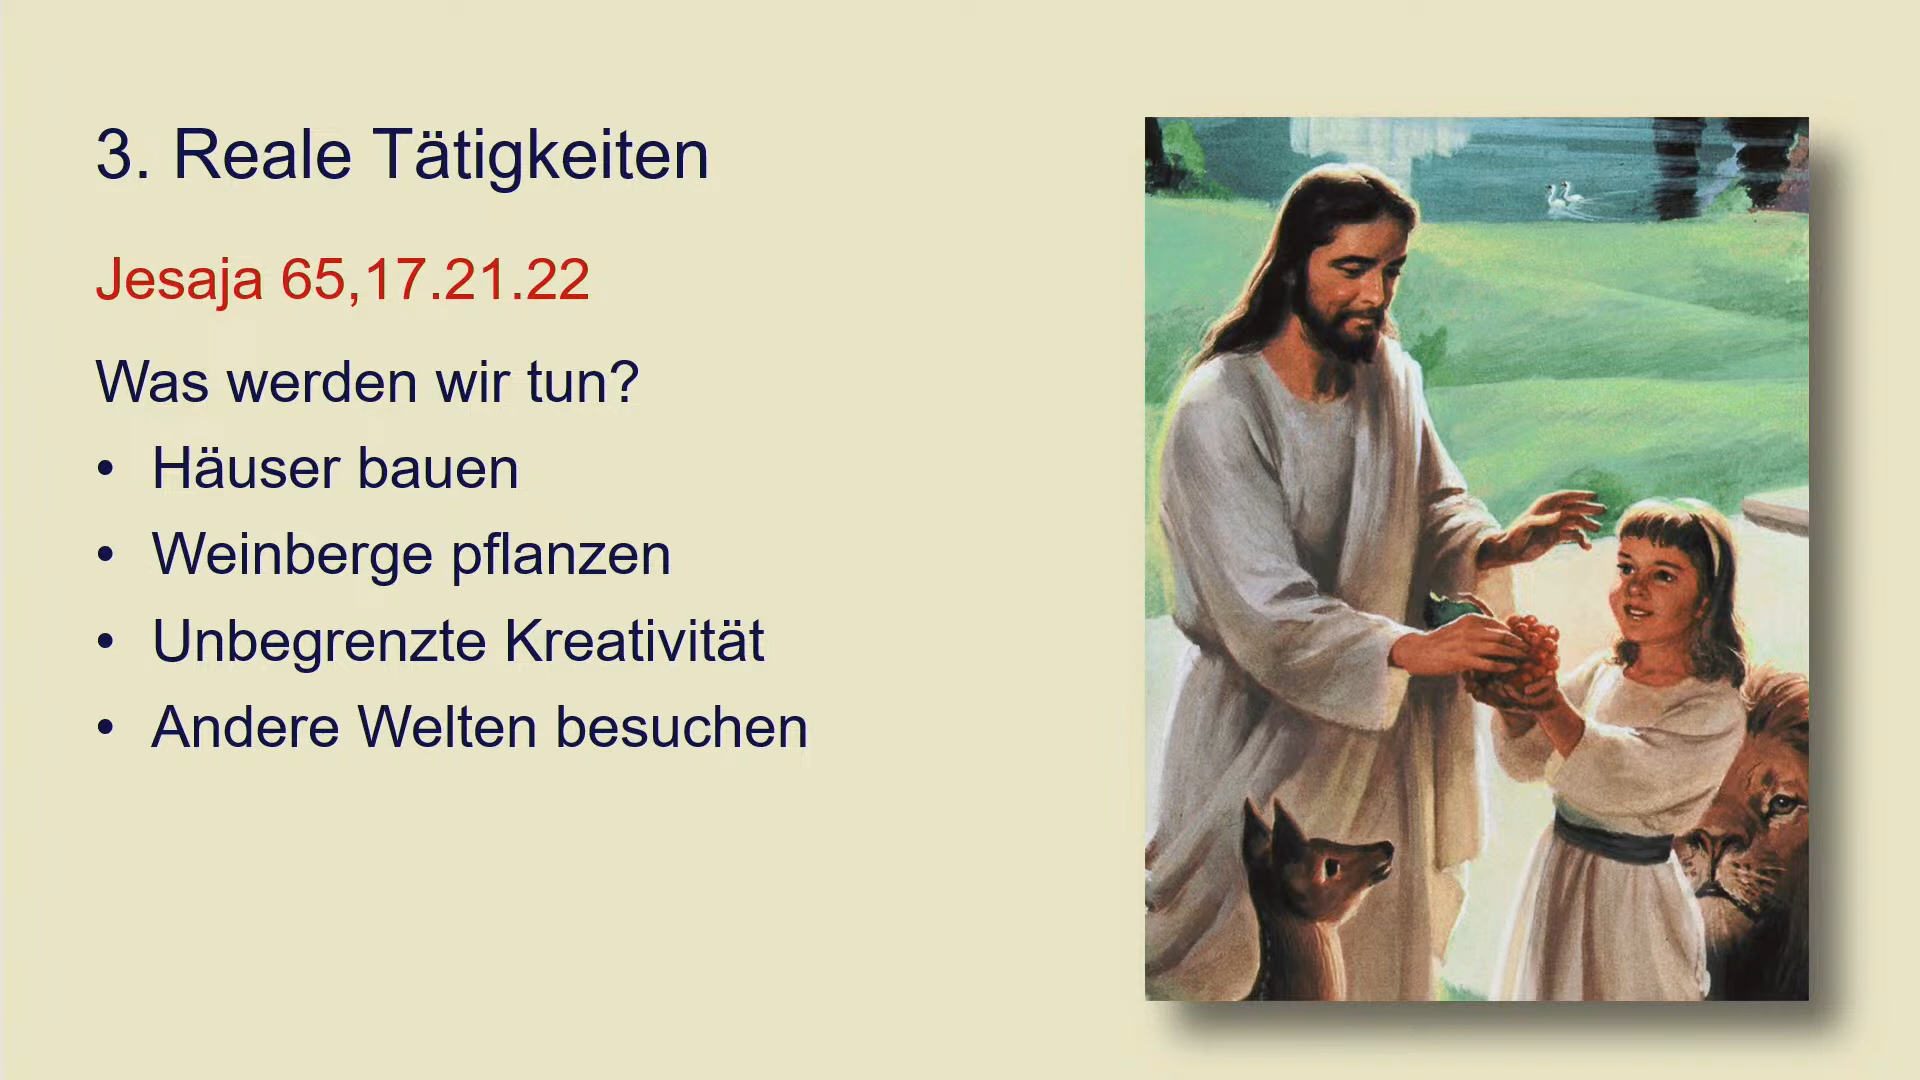 3. Reale Tätigkeiten
Jesaja 65,17.21.22
Was werden wir tun?
• Häuser bauen
• Weinberge pflanzen
• Unbegrenzte Kreativität
• Andere Welten besuchen